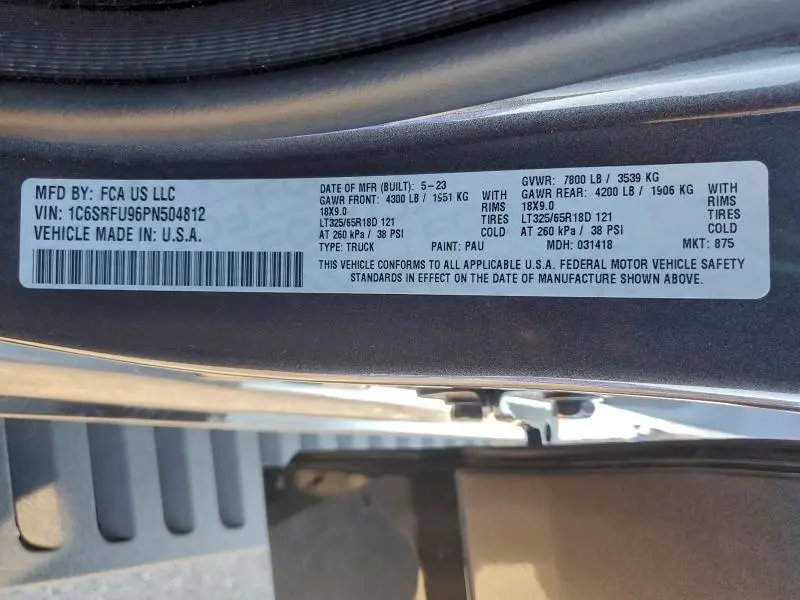 MFD BY: FCA US LLC
VIN: 1C6SRFU96PN504812
VEHICLE MADE IN: U.S.A.
DATE OF MFR (BUILT): 5-23
GAWR FRONT: 4300 LB / 1951 KG WITH
18X9.0 RIMS
LT325/65R18D 121 TIRES
AT 260 kPa / 38 PSI COLD
GVWR: 7800 LB / 3539 KG
GAWR REAR: 4200 LB / 1906 KG WITH
18X9.0 RIMS
LT325/65R18D 121 TIRES
AT 260 kPa / 38 PSI COLD
TYPE: TRUCK PAINT: PAU MDH: 031418 MKT: 875
THIS VEHICLE CONFORMS TO ALL APPLICABLE U.S.A. FEDERAL MOTOR VEHICLE SAFETY
STANDARDS IN EFFECT ON THE DATE OF MANUFACTURE SHOWN ABOVE.